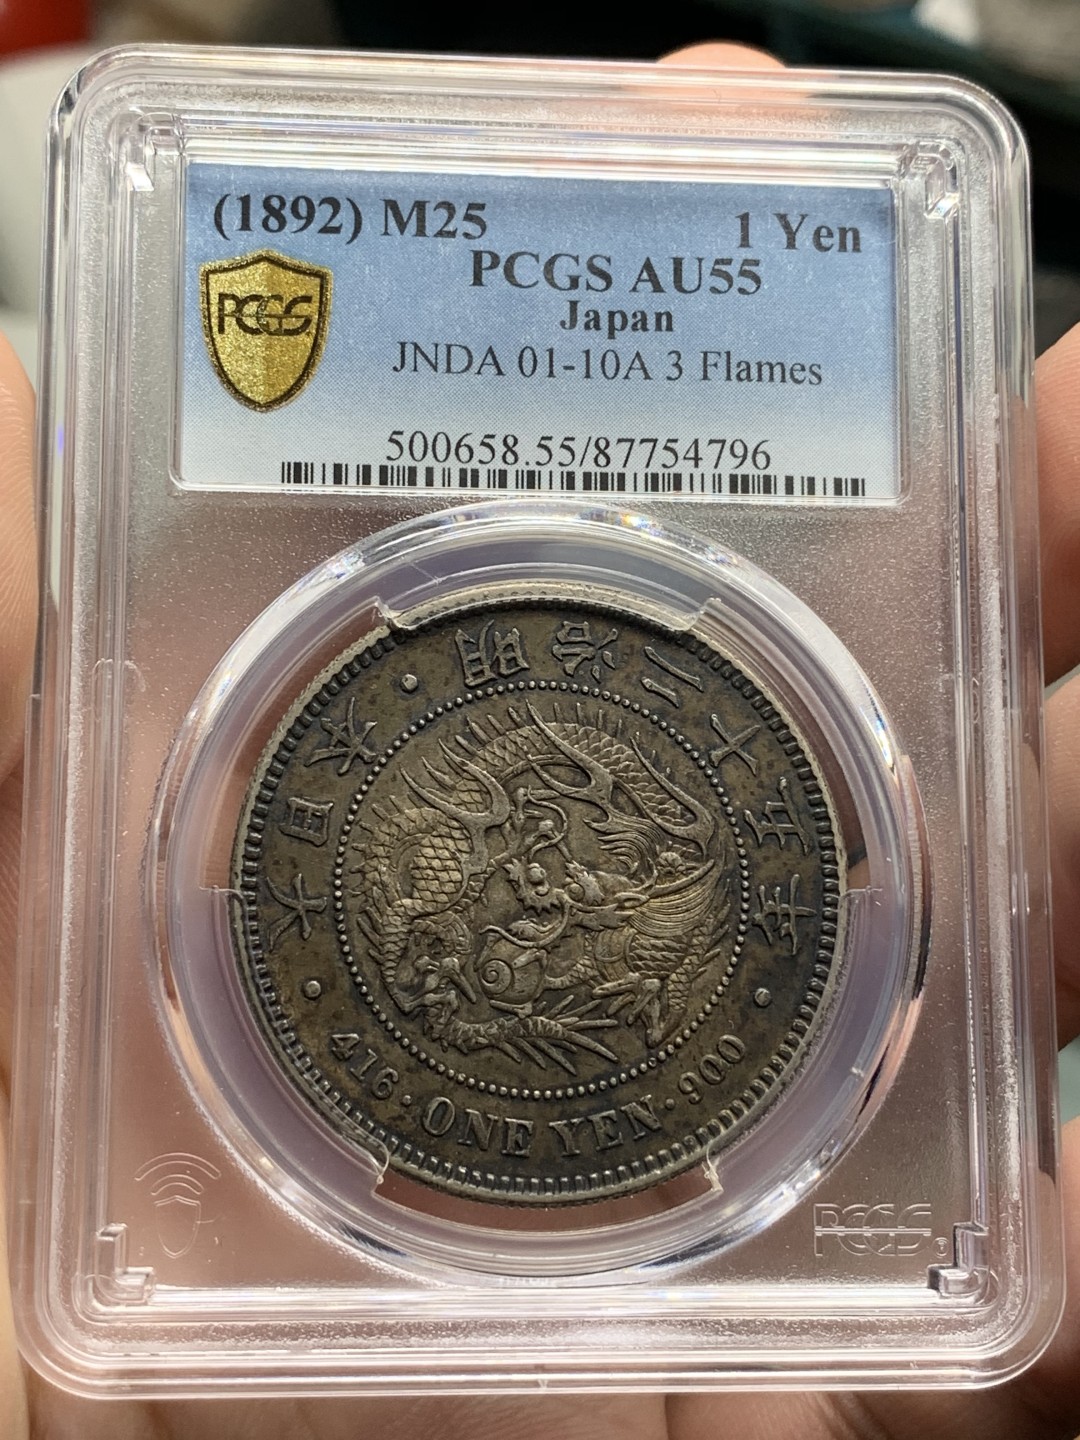 (1892) M25 1 Yen
PCGS AU55
PCGS
Japan
JNDA 01-10A 3 Flames
500658.55/87754796
大日本・明治二十五年
416・ONE YEN・900
PCGS